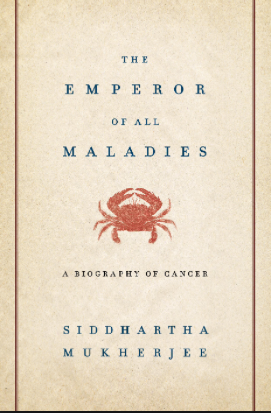 THE
EMPEROR
OF ALL
MALADIES
A BIOGRAPHY OF CANCER
SIDDHARTHA
MUKHERJEE